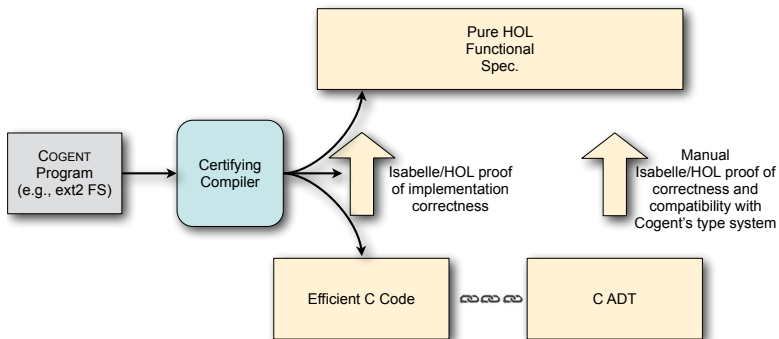 Pure HOL
Functional
Spec.
COGENT
Program
(e.g., ext2 FS)
Certifying
Compiler
Isabelle/HOL proof
of implementation
correctness
Manual
Isabelle/HOL proof of
correctness and
compatibility with
Cogent's type system
Efficient C Code
C ADT